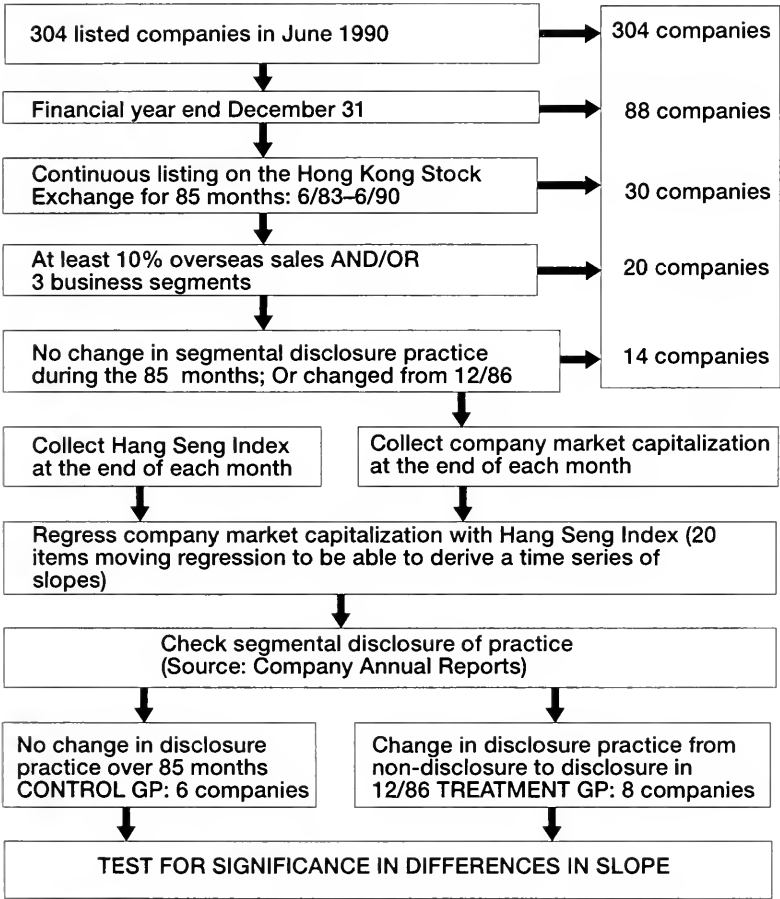 304 listed companies in June 1990
304 companies
Financial year end December 31
88 companies
Continuous listing on the Hong Kong Stock
Exchange for 85 months: 6/83–6/90
30 companies
At least 10% overseas sales AND/OR
3 business segments
20 companies
No change in segmental disclosure practice
during the 85 months; Or changed from 12/86
14 companies
Collect Hang Seng Index
at the end of each month
Collect company market capitalization
at the end of each month
Regress company market capitalization with Hang Seng Index (20
items moving regression to be able to derive a time series of
slopes)
Check segmental disclosure of practice
(Source: Company Annual Reports)
No change in disclosure
practice over 85 months
CONTROL GP: 6 companies
Change in disclosure practice from
non-disclosure to disclosure in
12/86 TREATMENT GP: 8 companies
TEST FOR SIGNIFICANCE IN DIFFERENCES IN SLOPE